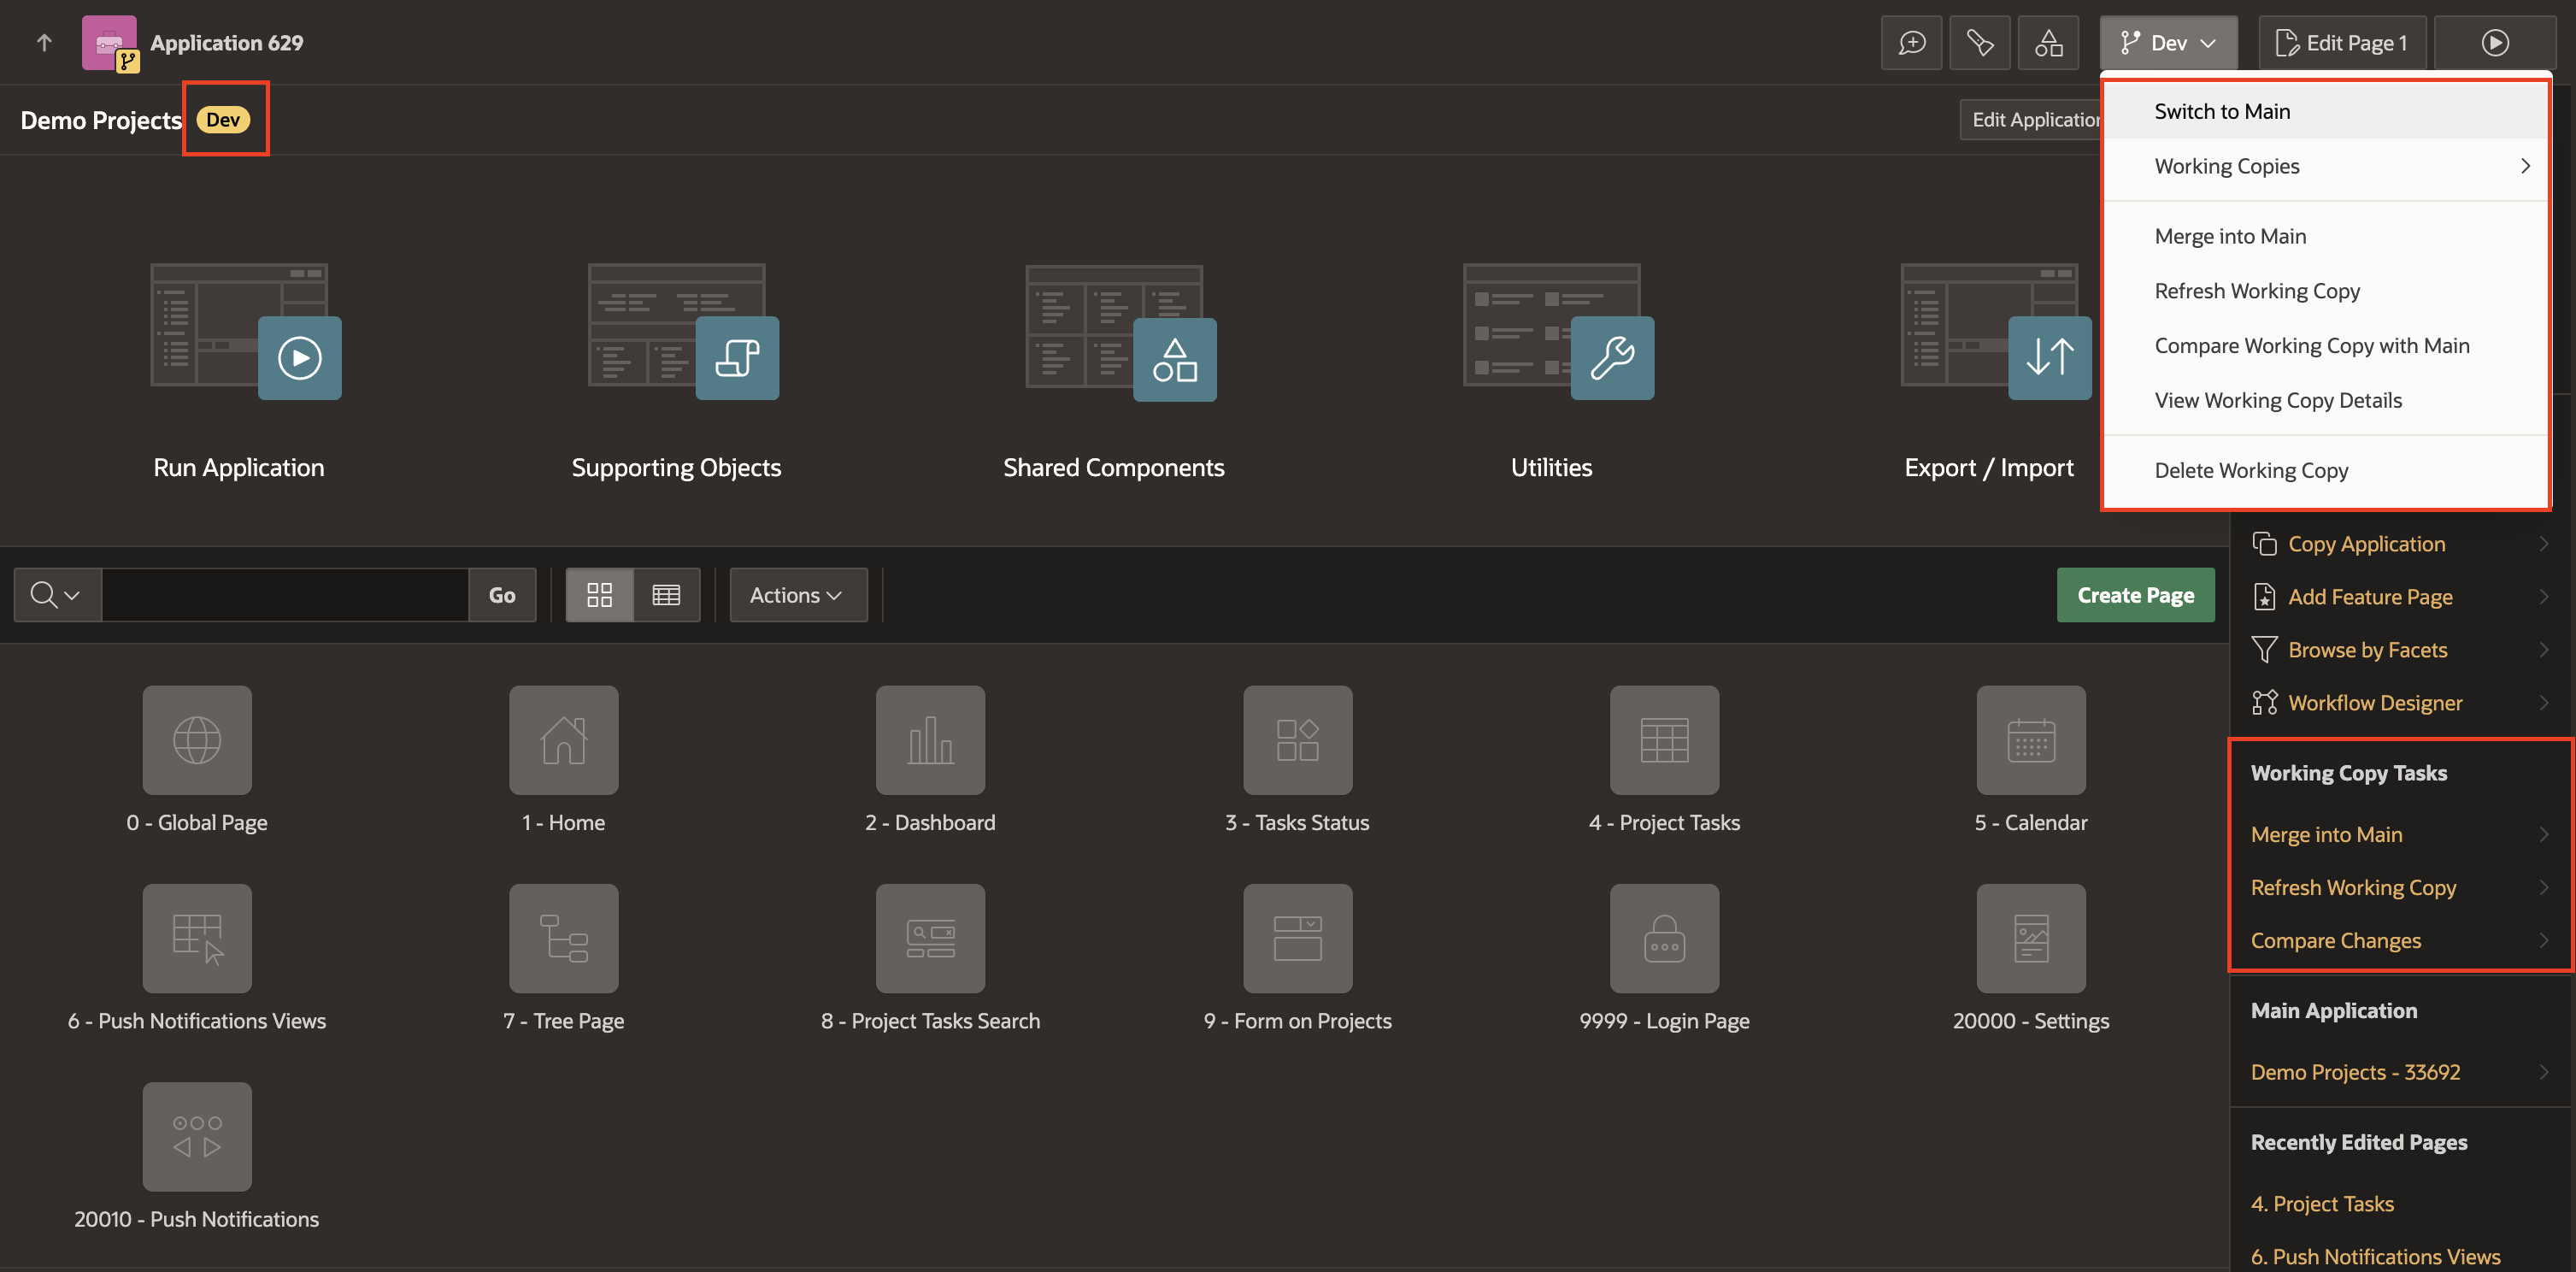 Application 629
Dev
Edit Page 1
Demo Projects
Dev
Edit Application
Switch to Main
Working Copies
Merge into Main
Refresh Working Copy
Compare Working Copy with Main
View Working Copy Details
Delete Working Copy
Run Application
Supporting Objects
Shared Components
Utilities
Export / Import
Go
Actions
Create Page
Copy Application
Add Feature Page
Browse by Facets
Workflow Designer
0 - Global Page
1 - Home
2 - Dashboard
3 - Tasks Status
4 - Project Tasks
5 - Calendar
6 - Push Notifications Views
7 - Tree Page
8 - Project Tasks Search
9 - Form on Projects
9999 - Login Page
20000 - Settings
20010 - Push Notifications
Working Copy Tasks
Merge into Main
Refresh Working Copy
Compare Changes
Main Application
Demo Projects - 33692
Recently Edited Pages
4. Project Tasks
6. Push Notifications Views